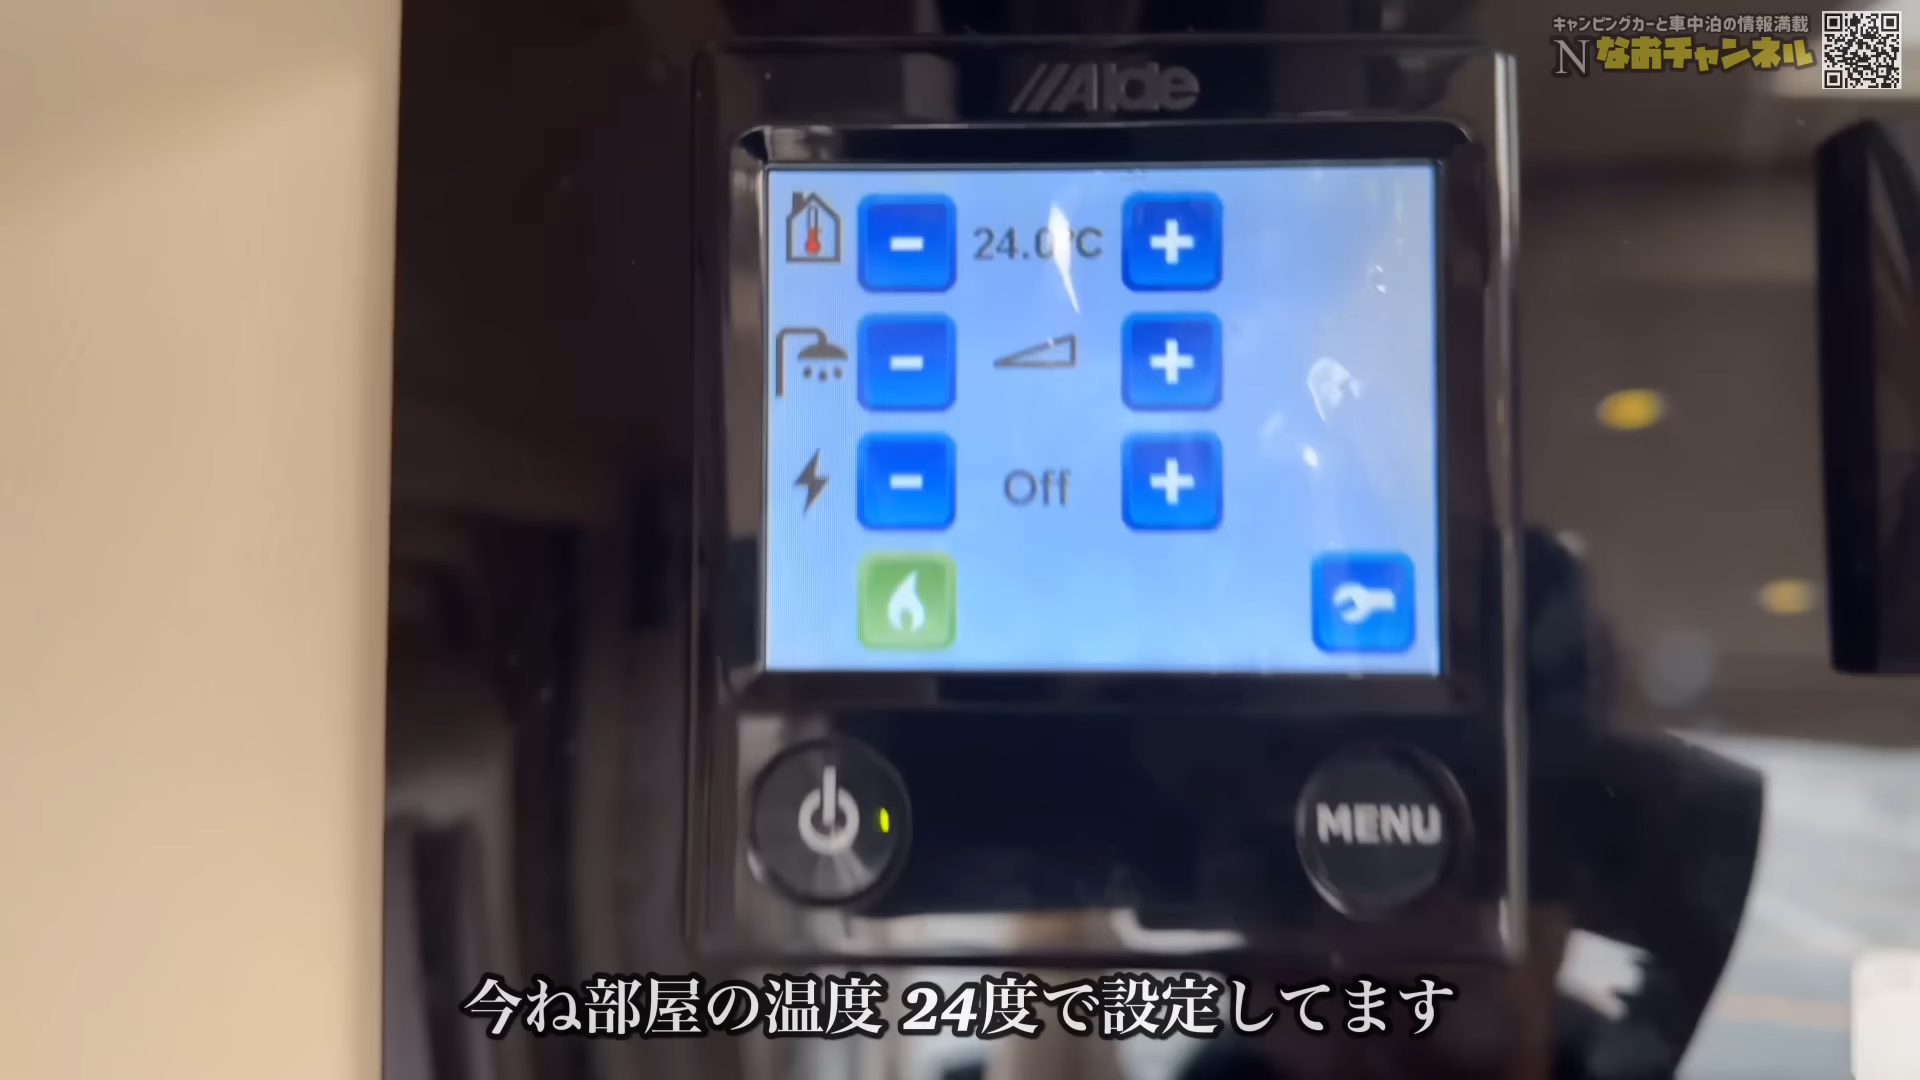 キャンピングカーと車中泊の情報満載
Nなおチャンネル
Alde
24.0°C
Off
MENU
今ね部屋の温度 24度で設定してます